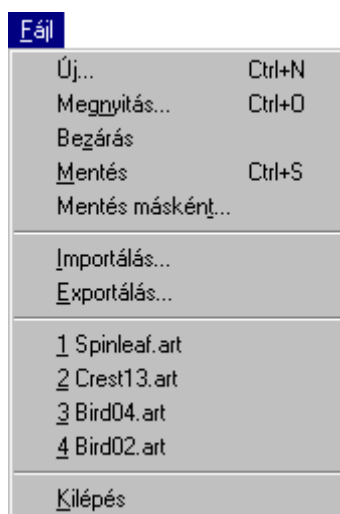 Fájl
Új... Ctrl+N
Megnyitás... Ctrl+O
Bezárás
Mentés Ctrl+S
Mentés másként...
Importálás...
Exportálás...
1 Spinleaf.art
2 Crest13.art
3 Bird04.art
4 Bird02.art
Kilépés